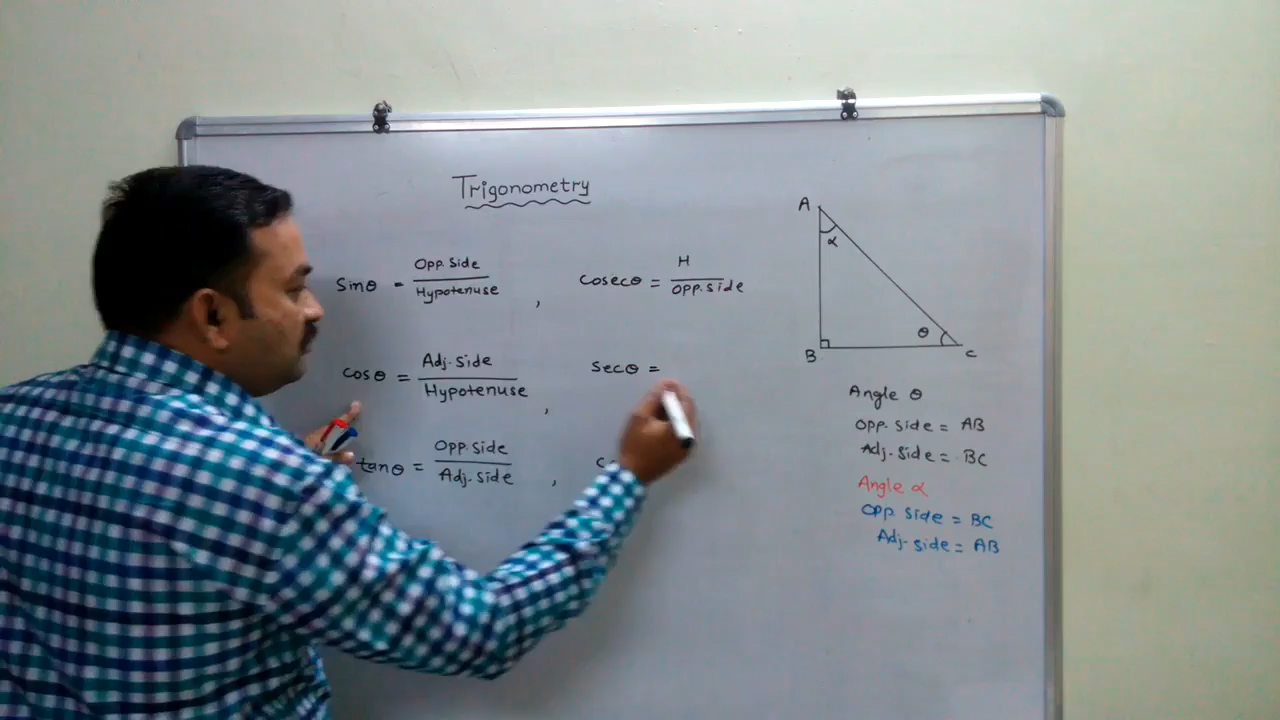 Trigonometry
Sinθ = Opp. Side / Hypotenuse , Cosecθ = H / Opp. side
Cosθ = Adj. Side / Hypotenuse , Secθ =
tanθ = Opp. Side / Adj. Side ,
A
α
θ
B
C
Angle θ
Opp. Side = AB
Adj. Side = BC
Angle α
Opp. Side = BC
Adj. Side = AB